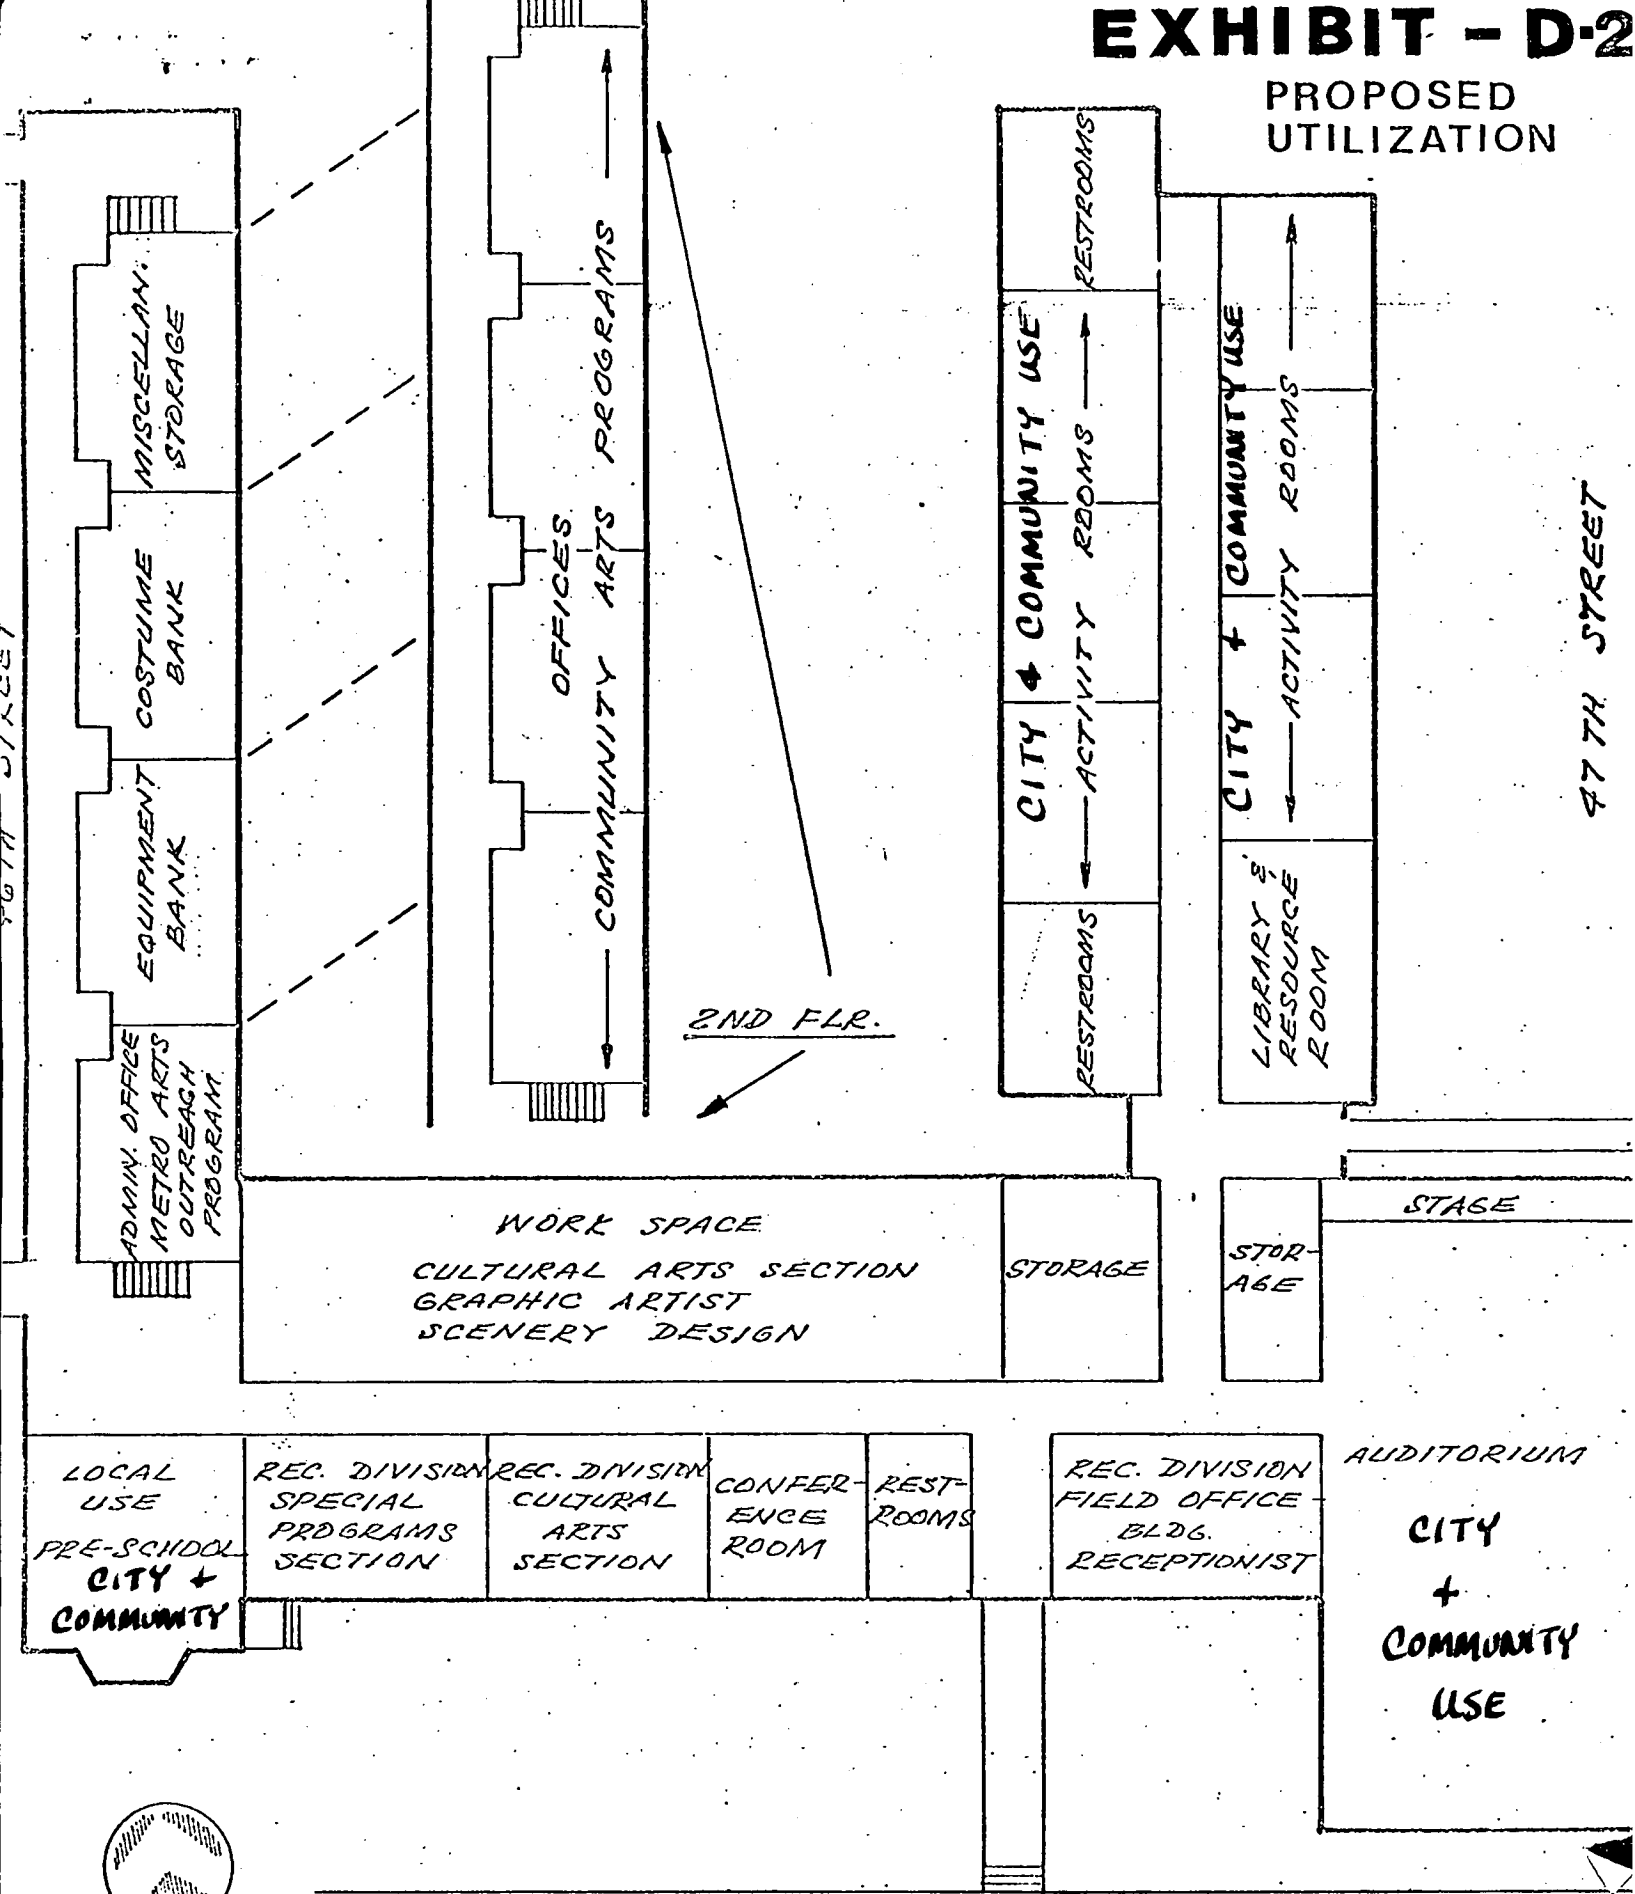 EXHIBIT - D-2
PROPOSED
UTILIZATION
MISCELLAN.
STORAGE
COSTUME
BANK
EQUIPMENT
BANK
ADMIN. OFFICE
METRO ARTS
OUTREACH
PROGRAM
OFFICES
COMMUNITY ARTS PROGRAMS
2ND FLR.
RESTROOMS
CITY & COMMUNITY USE
ACTIVITY ROOMS
RESTROOMS
CITY + COMMUNITY USE
ACTIVITY ROOMS
LIBRARY &
RESOURCE
ROOM
47 TH STREET
WORK SPACE
CULTURAL ARTS SECTION
GRAPHIC ARTIST
SCENERY DESIGN
STORAGE
STOR-
AGE
STAGE
LOCAL
USE
PRE-SCHOOL
CITY +
COMMUNITY
REC. DIVISION
SPECIAL
PROGRAMS
SECTION
REC. DIVISION
CULTURAL
ARTS
SECTION
CONFER-
ENCE
ROOM
REST-
ROOMS
REC. DIVISION
FIELD OFFICE -
BLDG.
RECEPTIONIST
AUDITORIUM
CITY
+
COMMUNITY
USE